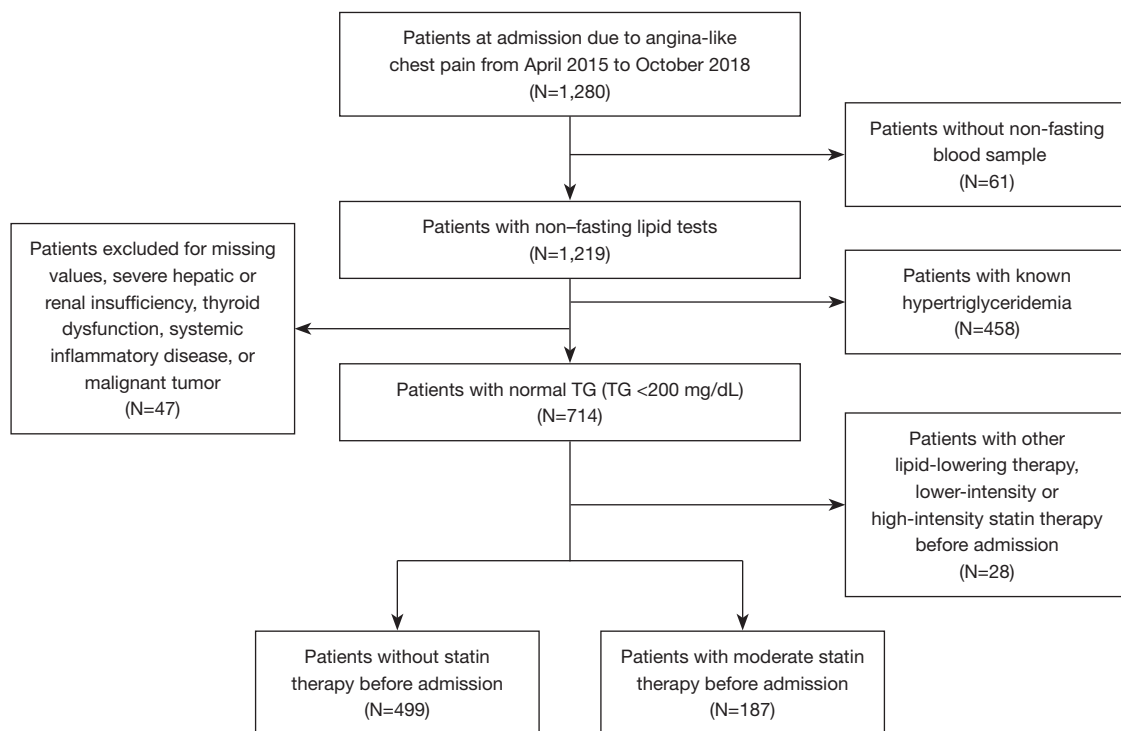 Patients at admission due to angina-like
chest pain from April 2015 to October 2018
(N=1,280)
Patients without non-fasting
blood sample
(N=61)
Patients with non–fasting lipid tests
(N=1,219)
Patients excluded for missing
values, severe hepatic or
renal insufficiency, thyroid
dysfunction, systemic
inflammatory disease, or
malignant tumor
(N=47)
Patients with known
hypertriglyceridemia
(N=458)
Patients with normal TG (TG <200 mg/dL)
(N=714)
Patients with other
lipid-lowering therapy,
lower-intensity or
high-intensity statin therapy
before admission
(N=28)
Patients without statin
therapy before admission
(N=499)
Patients with moderate statin
therapy before admission
(N=187)